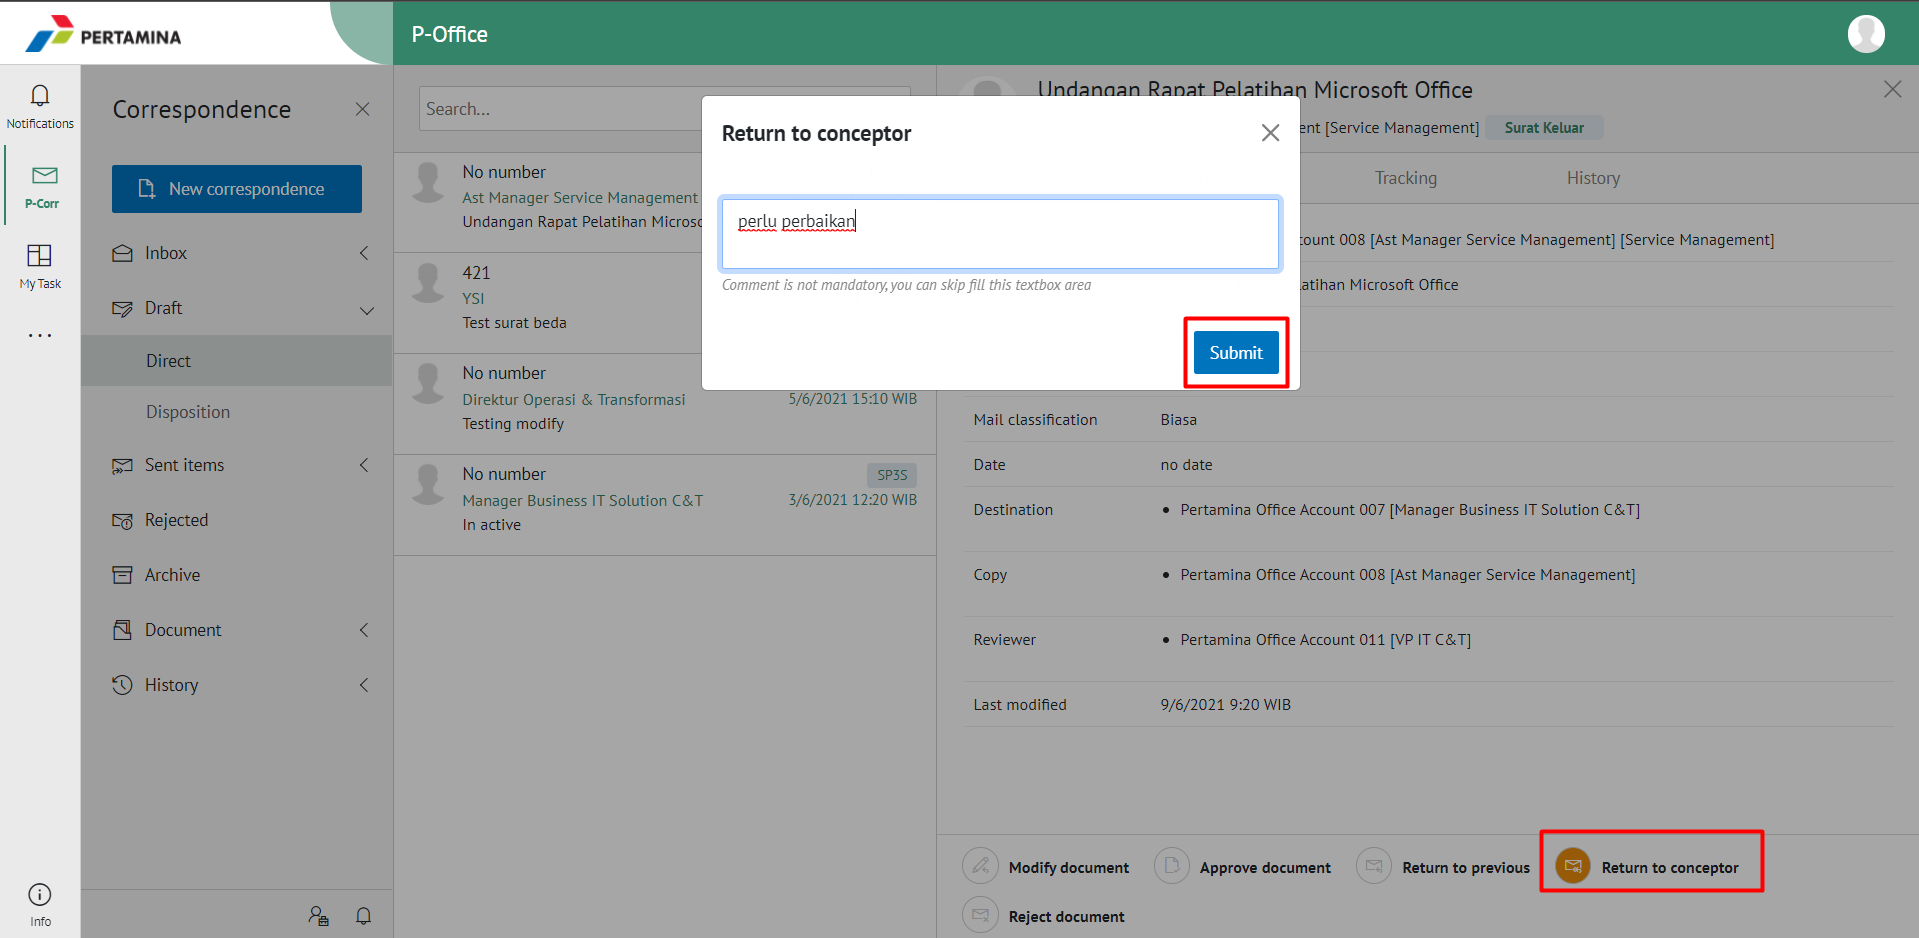 PERTAMINA
P-Office
Notifications
P-Corr
My Task
...
Info
Correspondence
New correspondence
Inbox
Draft
Direct
Disposition
Sent items
Rejected
Archive
Document
History
Search...
No number
Ast Manager Service Management
Undangan Rapat Pelatihan Microso
421
YSI
Test surat beda
No number
Direktur Operasi & Transformasi
5/6/2021 15:10 WIB
Testing modify
No number
SP3S
Manager Business IT Solution C&T
3/6/2021 12:20 WIB
In active
Return to conceptor
perlu perbaikan
Comment is not mandatory, you can skip fill this textbox area
Submit
Undangan Rapat Pelatihan Microsoft Office
ent [Service Management]
Surat Keluar
Tracking
History
count 008 [Ast Manager Service Management] [Service Management]
latihan Microsoft Office
Mail classification
Biasa
Date
no date
Destination
• Pertamina Office Account 007 [Manager Business IT Solution C&T]
Copy
• Pertamina Office Account 008 [Ast Manager Service Management]
Reviewer
• Pertamina Office Account 011 [VP IT C&T]
Last modified
9/6/2021 9:20 WIB
Modify document
Approve document
Return to previous
Return to conceptor
Reject document